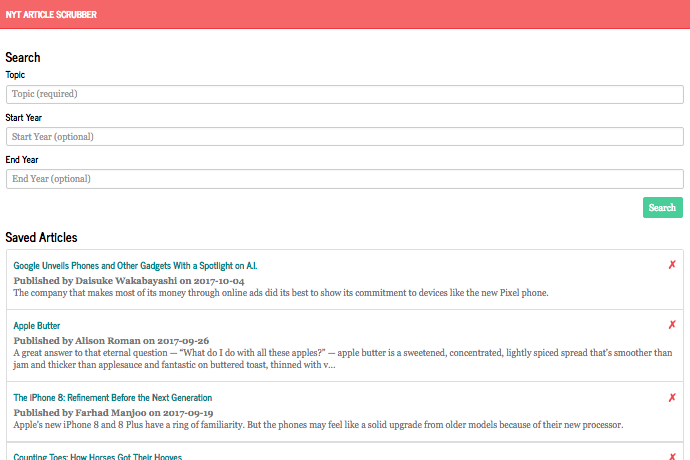 NYT ARTICLE SCRUBBER
Search
Topic
Topic (required)
Start Year
Start Year (optional)
End Year
End Year (optional)
Search
Saved Articles
Google Unveils Phones and Other Gadgets With a Spotlight on A.I.
✗
Published by Daisuke Wakabayashi on 2017-10-04
The company that makes most of its money through online ads did its best to show its commitment to devices like the new Pixel phone.
Apple Butter
✗
Published by Alison Roman on 2017-09-26
A great answer to that eternal question — “What do I do with all these apples?” — apple butter is a sweetened, concentrated, lightly spiced spread that's smoother than
jam and thicker than applesauce and fantastic on buttered toast, thinned with v...
The iPhone 8: Refinement Before the Next Generation
✗
Published by Farhad Manjoo on 2017-09-19
Apple's new iPhone 8 and 8 Plus have a ring of familiarity. But the phones may feel like a solid upgrade from older models because of their new processor.
Counting Toes: How Horses Got Their Hooves
✗